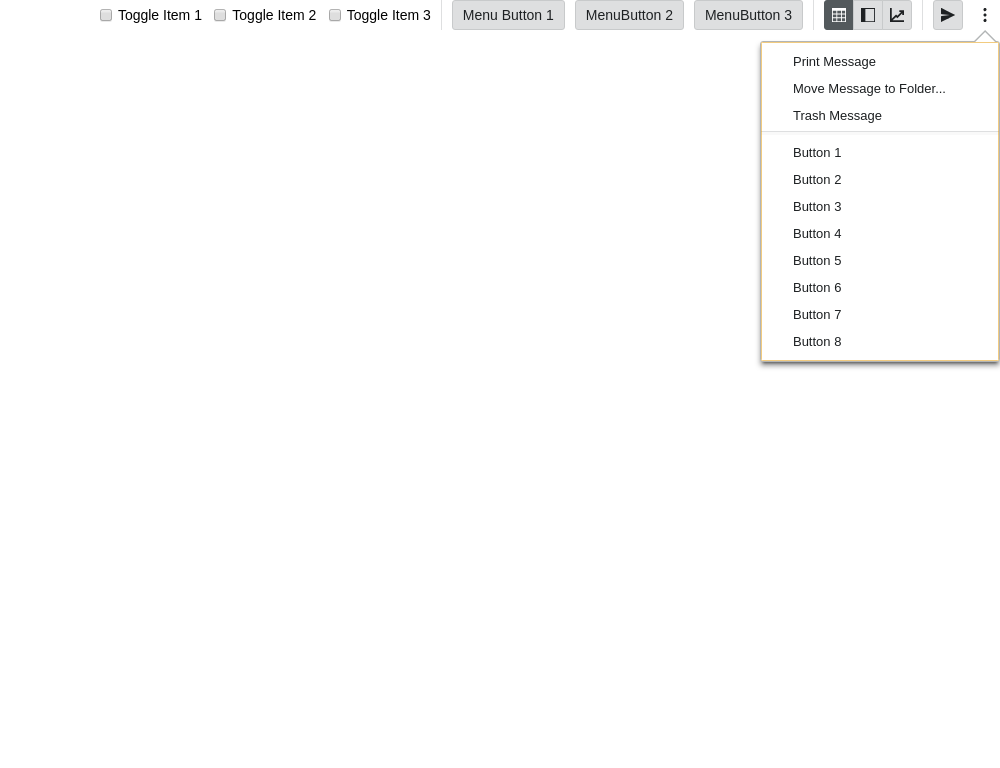 Toggle Item 1 Toggle Item 2 Toggle Item 3 Menu Button 1 MenuButton 2 MenuButton 3
Print Message
Move Message to Folder...
Trash Message
Button 1
Button 2
Button 3
Button 4
Button 5
Button 6
Button 7
Button 8